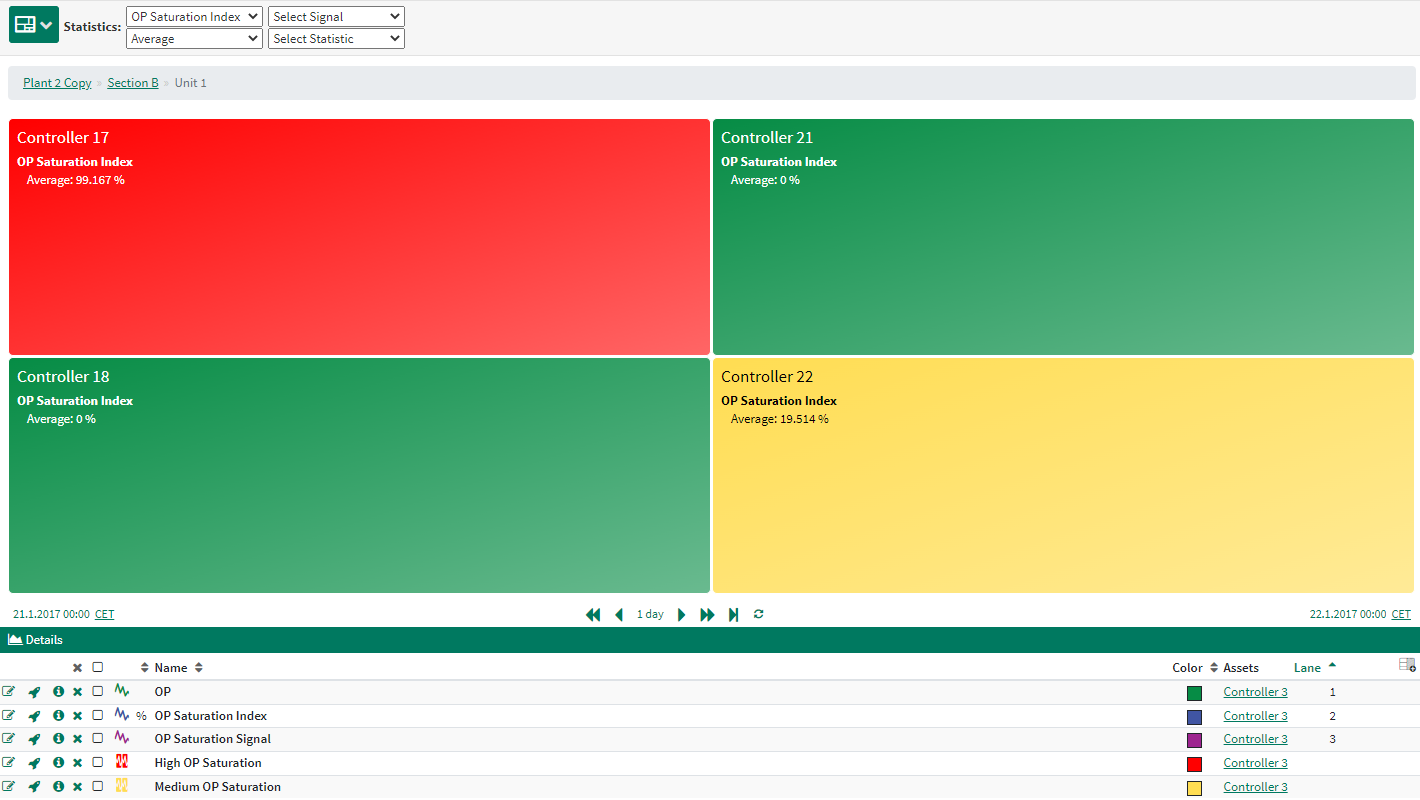 Statistics: OP Saturation Index Select Signal
Average Select Statistic
Plant 2 Copy » Section B » Unit 1
Controller 17
OP Saturation Index
Average: 99.167 %
Controller 21
OP Saturation Index
Average: 0 %
Controller 18
OP Saturation Index
Average: 0 %
Controller 22
OP Saturation Index
Average: 19.514 %
21.1.2017 00:00 CET 1 day 22.1.2017 00:00 CET
Details
Name Color Assets Lane
OP Controller 3 1
% OP Saturation Index Controller 3 2
OP Saturation Signal Controller 3 3
High OP Saturation Controller 3
Medium OP Saturation Controller 3